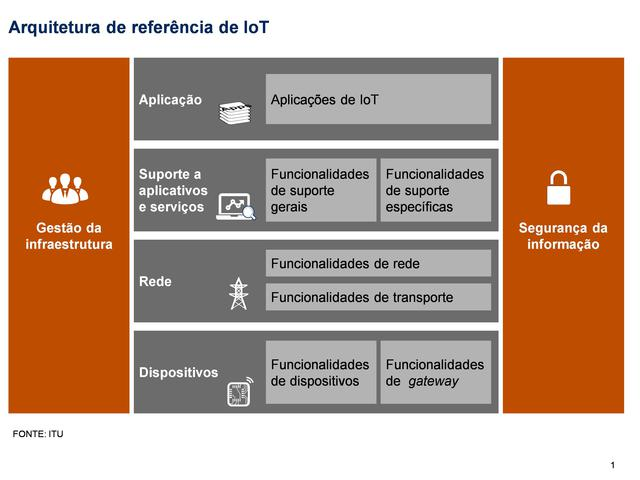 Arquitetura de referência de IoT
Gestão da
infraestrutura
Aplicação
APP
Aplicações de IoT
Suporte a
aplicativos
e serviços
Funcionalidades
de suporte
gerais
Funcionalidades
de suporte
específicas
Rede
Funcionalidades de rede
Funcionalidades de transporte
Dispositivos
Funcionalidades
de dispositivos
Funcionalidades
de gateway
Segurança da
informação
FONTE: ITU
1